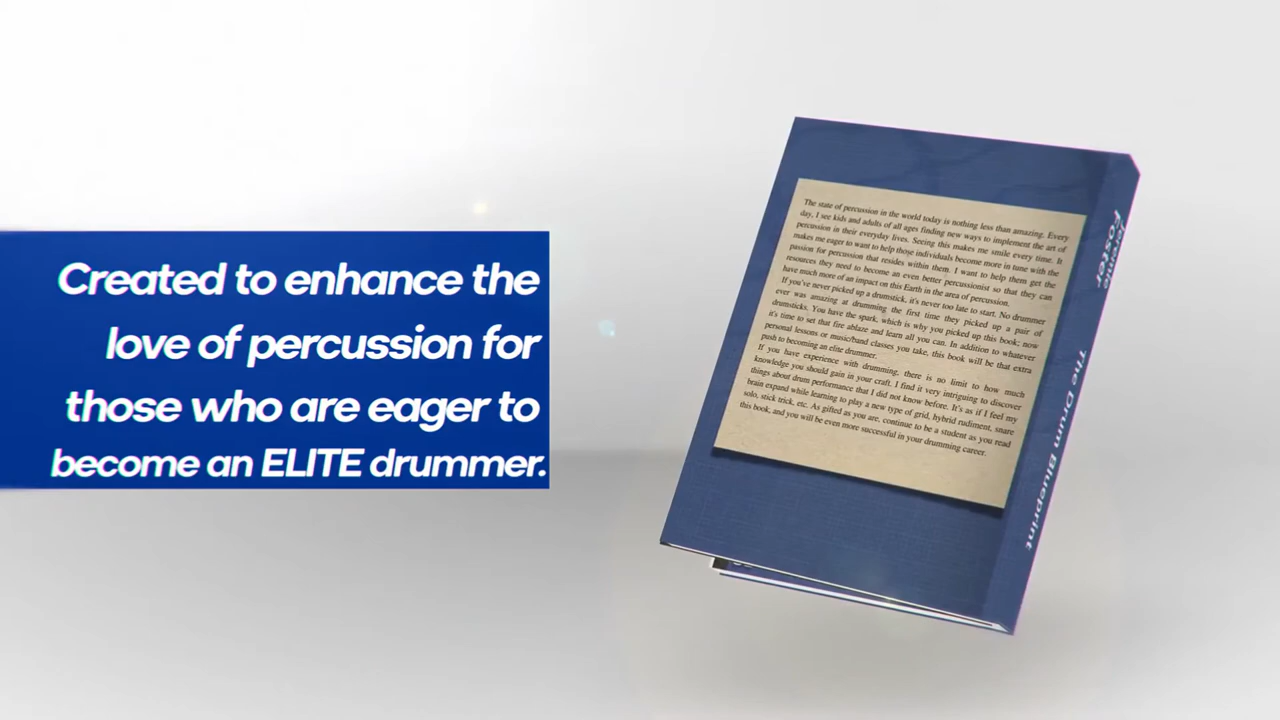 Created to enhance the
love of percussion for
those who are eager to
become an ELITE drummer.
The state of percussion in the world today is nothing less than amazing. Every
day, I see kids and adults of all ages finding new ways to implement the art of
percussion in their everyday lives. Seeing this makes me smile every time. It
makes me eager to want to help those individuals become more in tune with the
passion for percussion that resides within them. I want to help them get the
resources they need to become an even better percussionist so that they can
have much more of an impact on this Earth in the area of percussion.
If you've never picked up a drumstick, it's never too late to start. No drummer
ever was amazing at drumming the first time they picked up a pair of
drumsticks. You have the spark, which is why you picked up this book; now
it's time to set that fire ablaze and learn all you can. In addition to whatever
personal lessons or music/band classes you take, this book will be that extra
push to becoming an elite drummer.
If you have experience with drumming, there is no limit to how much
knowledge you should gain in your craft. I find it very intriguing to discover
things about drum performance that I did not know before. It's as if I feel my
brain expand while learning to play a new type of grid, hybrid rudiment, snare
solo, stick trick, etc. As gifted as you are, continue to be a student as you read
this book, and you will be even more successful in your drumming career.
Foster
The Drum Blueprint